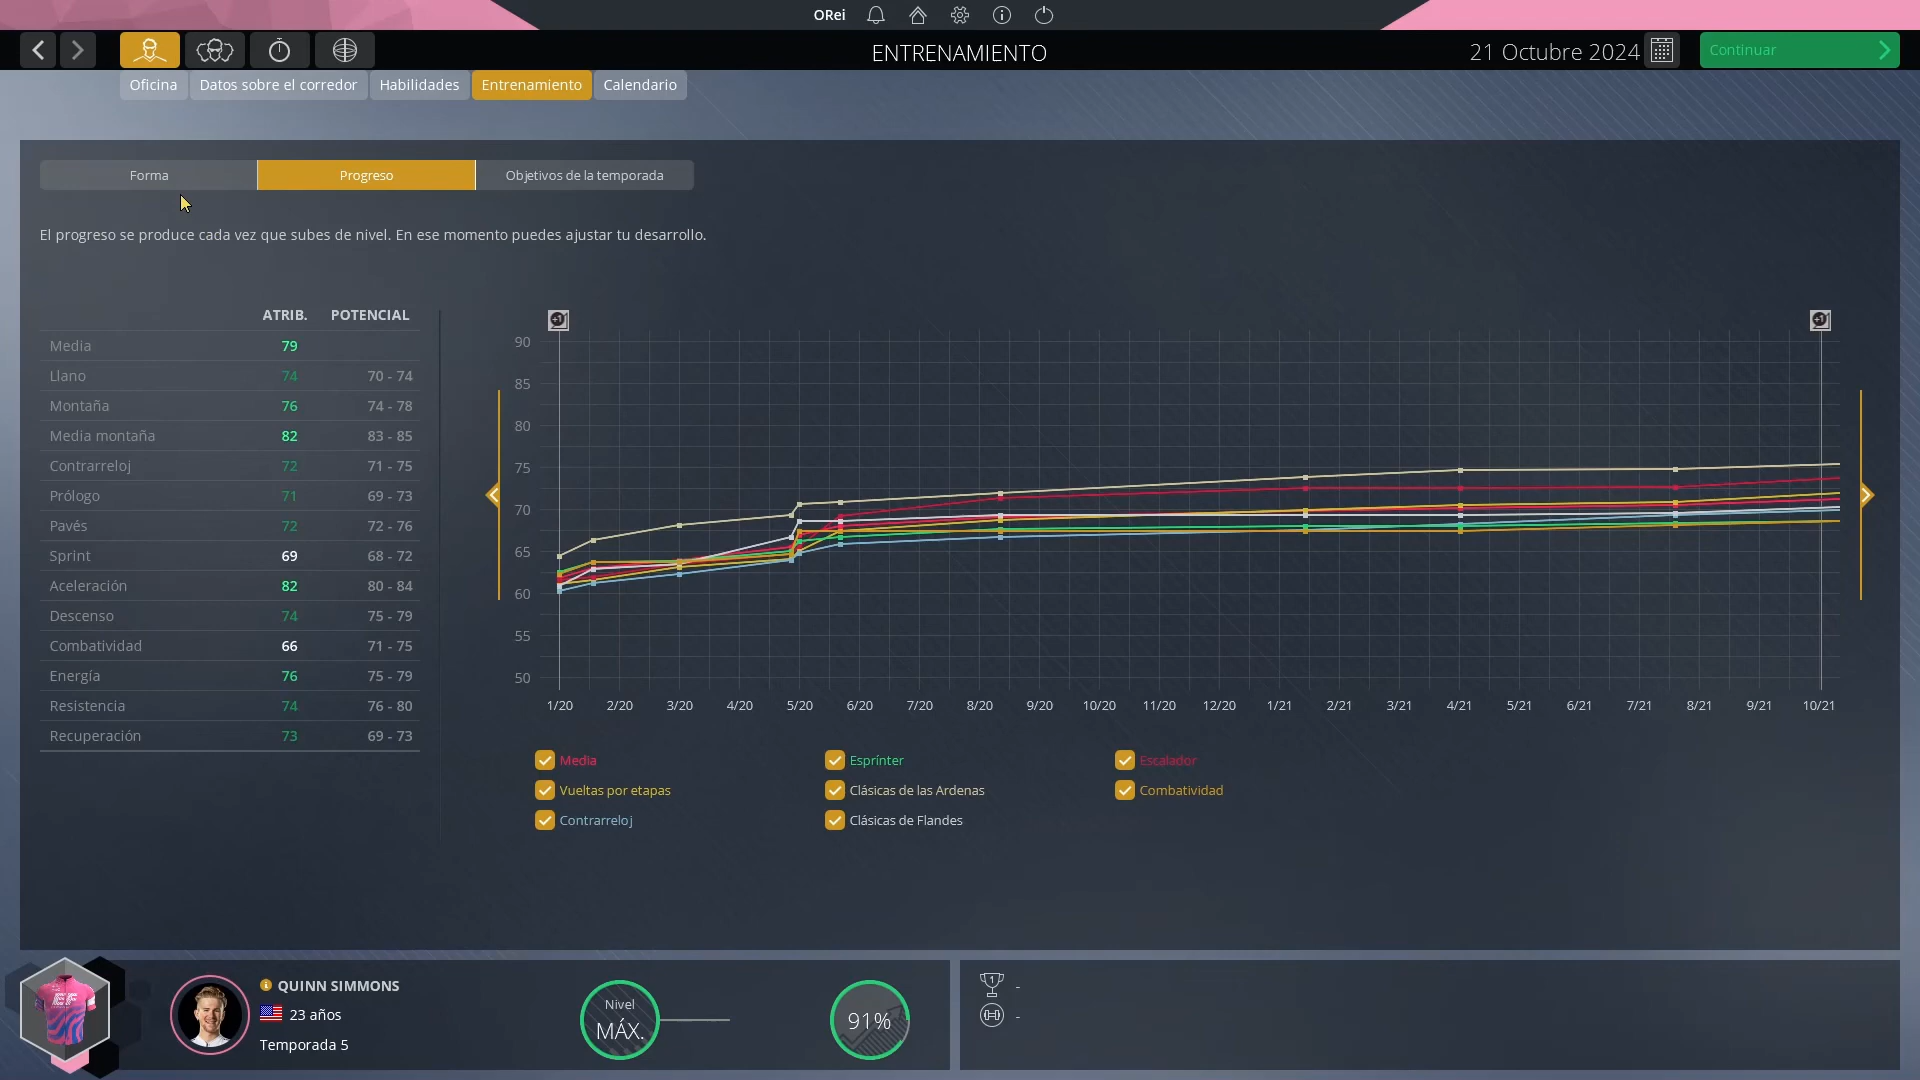 ORei
ENTRENAMIENTO
21 Octubre 2024
Continuar
Oficina
Datos sobre el corredor
Habilidades
Entrenamiento
Calendario
Forma
Progreso
Objetivos de la temporada
El progreso se produce cada vez que subes de nivel. En ese momento puedes ajustar tu desarrollo.
ATRIB. POTENCIAL
Media 79
Llano 74 70 - 74
Montaña 76 74 - 78
Media montaña 82 83 - 85
Contrarreloj 72 71 - 75
Prólogo 71 69 - 73
Pavés 72 72 - 76
Sprint 69 68 - 72
Aceleración 82 80 - 84
Descenso 74 75 - 79
Combatividad 66 71 - 75
Energía 76 75 - 79
Resistencia 74 76 - 80
Recuperación 73 69 - 73
+1 +1
90
85
80
75
70
65
60
55
50
1/20 2/20 3/20 4/20 5/20 6/20 7/20 8/20 9/20 10/20 11/20 12/20 1/21 2/21 3/21 4/21 5/21 6/21 7/21 8/21 9/21 10/21
Media Esprínter Escalador
Vueltas por etapas Clásicas de las Ardenas Combatividad
Contrarreloj Clásicas de Flandes
QUINN SIMMONS
23 años
Temporada 5
Nivel
MÁX.
91%
-
-